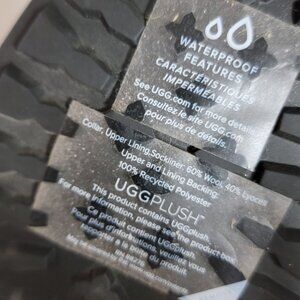 WATERPROOF
FEATURES
CARACTÉRISTIQUES
IMPERMÉABLES
See UGG.com for more details.
Consultez le site UGG.com
pour plus de détails.
Collar, Upper Lining, Sockliner: 60% Wool, 40% Lyocell
Upper and Lining Backing:
100% Recycled Polyester
UGGPLUSH™
This product contains UGGplush.
For more information, please see the product box.
Ce produit contient UGGplush.
Pour plus d'informations, veuillez vous
rapporter à la boîte du produit.
RN 88276